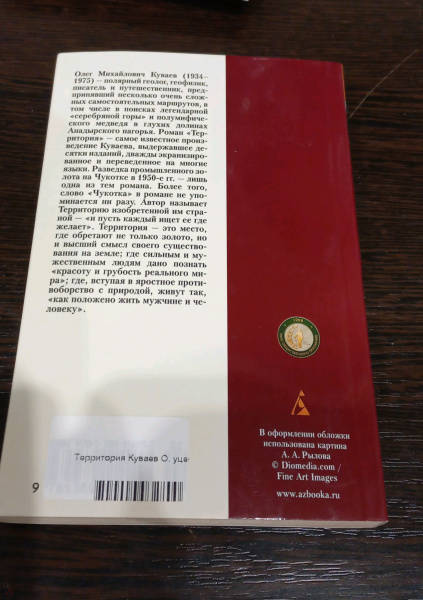 Олег Михайлович Куваев (1934–
1975) — полярный геолог, геофизик,
писатель и путешественник, пред-
принявший несколько очень слож-
ных самостоятельных маршрутов, в
том числе в поисках легендарной
«серебряной горы» и полумифиче-
ского медведя в глухих долинах
Анадырского нагорья. Роман «Тер-
ритория» — самое известное произ-
ведение Куваева, выдержавшее де-
сятки изданий, дважды экранизиро-
ванное и переведенное на многие
языки. Разведка промышленного зо-
лота на Чукотке в 1950-е гг. — лишь
одна из тем романа. Более того,
слово «Чукотка» в романе не упо-
минается ни разу. Автор называет
Территорию изобретенной им стра-
ной — «и пусть каждый ищет ее где
желает». Территория — это место,
где обретают не только золото, но
и высший смысл своего существо-
вания на земле; где сильным и му-
жественным людям дано познать
«красоту и грубость реального ми-
ра»; где, вступая в яростное проти-
воборство с природой, живут так,
«как положено жить мужчине и че-
ловеку».
В оформлении обложки
использована картина
А. А. Рылова
© Diomedia.com /
Fine Art Images
www.azbooka.ru
Территория Куваев О. уце
9